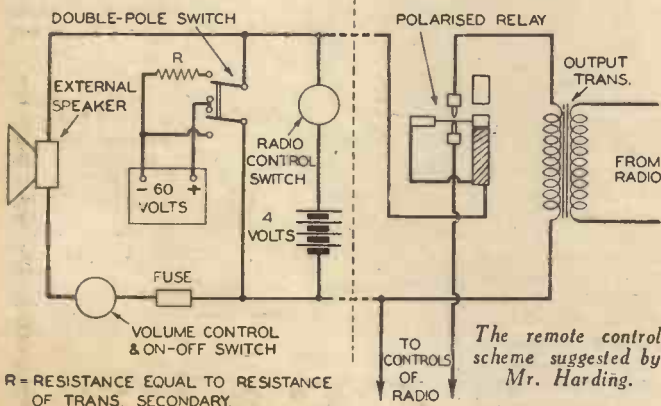 DOUBLE-POLE SWITCH
POLARISED RELAY
R
EXTERNAL
SPEAKER
OUTPUT
TRANS.
RADIO
CONTROL
SWITCH
FROM
RADIO
- 60 +
VOLTS
4
VOLTS
FUSE
VOLUME CONTROL
& ON-OFF SWITCH
TO
CONTROLS
OF
RADIO
The remote control
scheme suggested by
Mr. Harding.
R = RESISTANCE EQUAL TO RESISTANCE
OF TRANS. SECONDARY